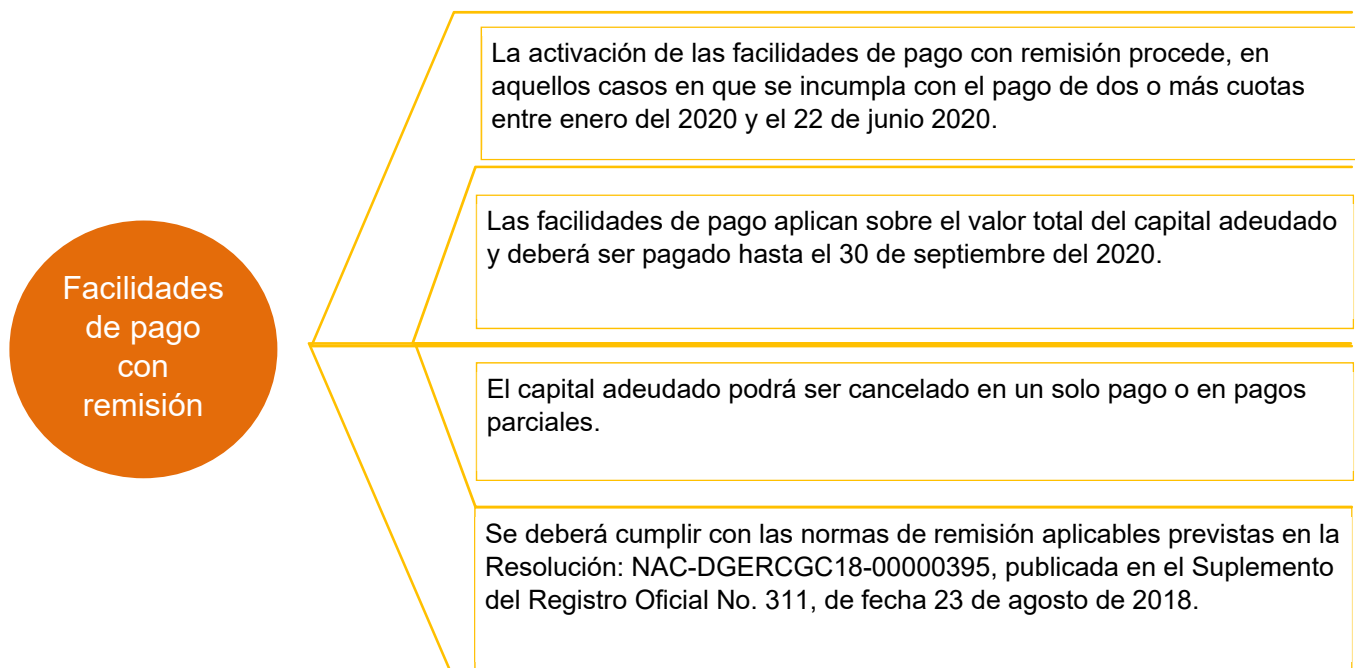 Facilidades
de pago
con
remisión
La activación de las facilidades de pago con remisión procede, en
aquellos casos en que se incumpla con el pago de dos o más cuotas
entre enero del 2020 y el 22 de junio 2020.
Las facilidades de pago aplican sobre el valor total del capital adeudado
y deberá ser pagado hasta el 30 de septiembre del 2020.
El capital adeudado podrá ser cancelado en un solo pago o en pagos
parciales.
Se deberá cumplir con las normas de remisión aplicables previstas en la
Resolución: NAC-DGERCGC18-00000395, publicada en el Suplemento
del Registro Oficial No. 311, de fecha 23 de agosto de 2018.